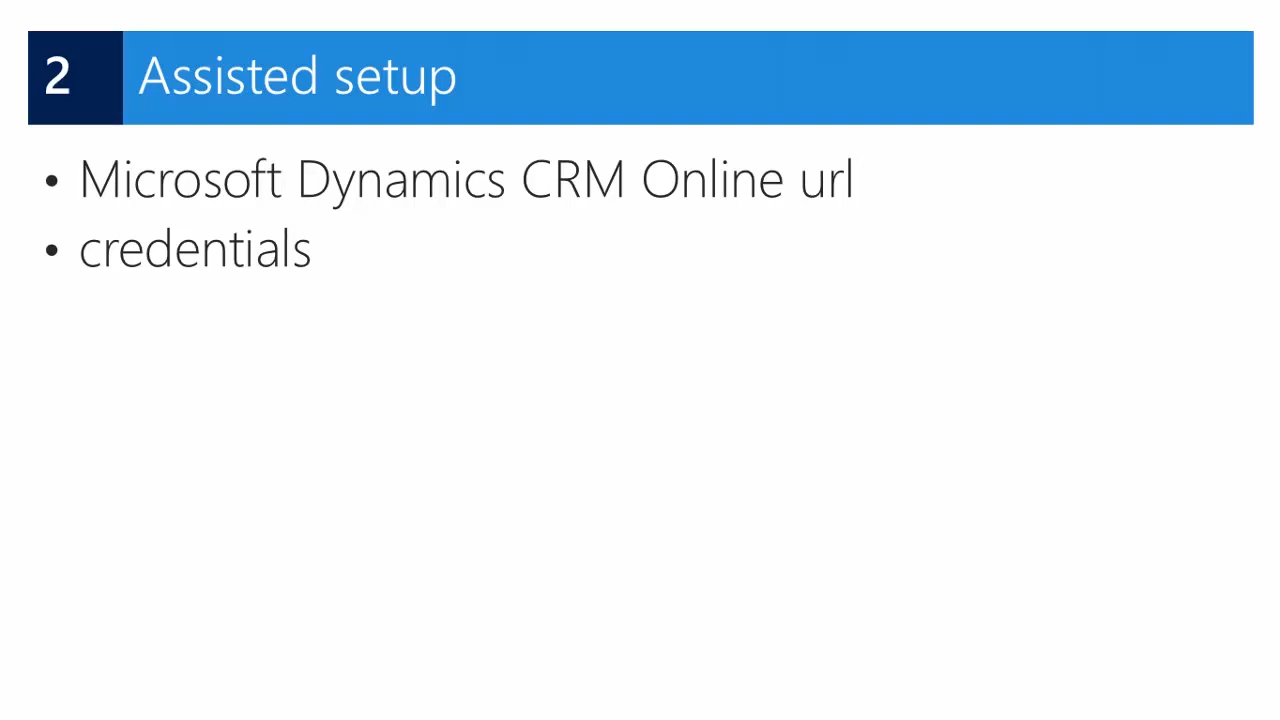 2 Assisted setup
• Microsoft Dynamics CRM Online url
• credentials